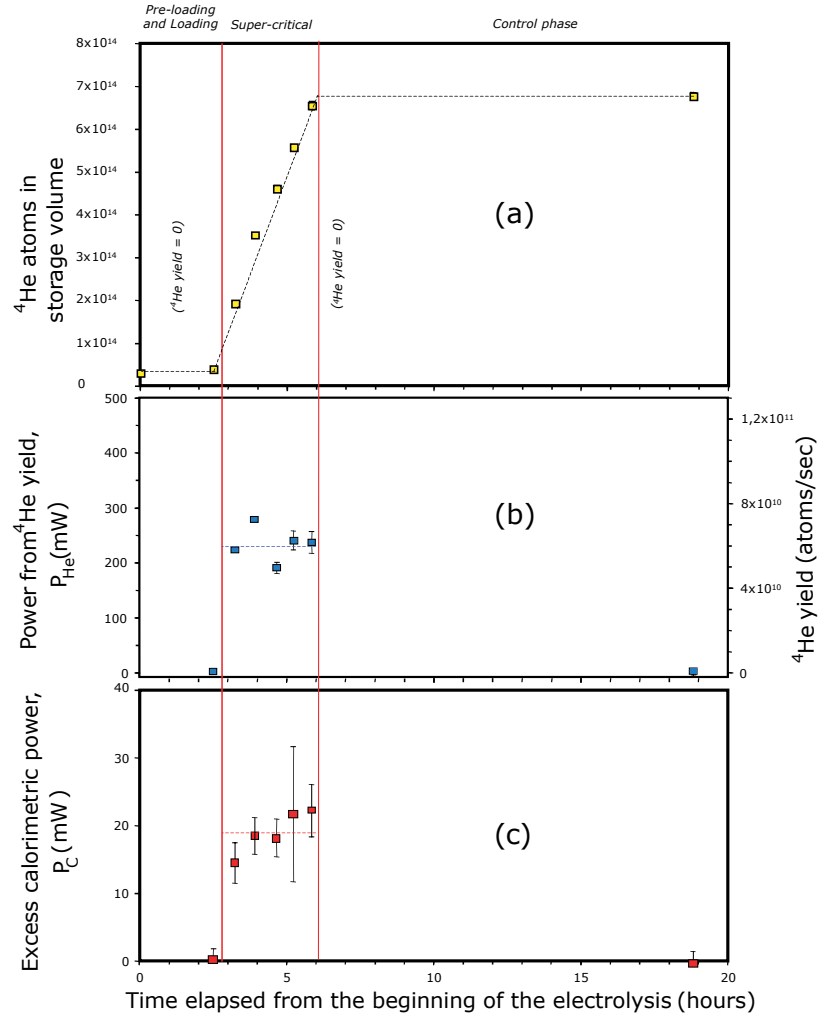 Pre-loading Super-critical Control phase
and Loading
8x10¹⁴
7x10¹⁴
6x10¹⁴
5x10¹⁴
4x10¹⁴
3x10¹⁴
2x10¹⁴
1x10¹⁴
0
⁴He atoms in
storage volume
(⁴He yield = 0)
(⁴He yield = 0)
(a)
500
400
300
200
100
0
Power from⁴He yield,
P_He(mW)
(b)
1,2x10¹¹
8x10¹⁰
4x10¹⁰
0
⁴He yield (atoms/sec)
40
30
20
10
0
Excess calorimetric power,
P_C (mW)
(c)
0 5 10 15 20
Time elapsed from the beginning of the electrolysis (hours)